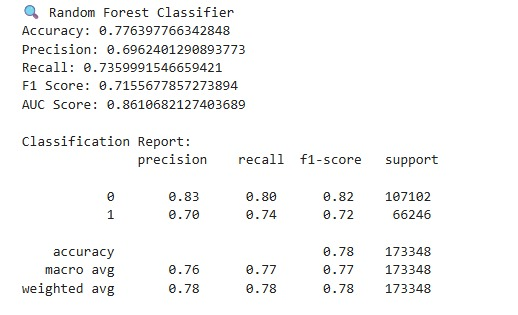 🔍 Random Forest Classifier
Accuracy: 0.776397766342848
Precision: 0.6962401290893773
Recall: 0.7359991546659421
F1 Score: 0.7155677857273894
AUC Score: 0.8610682127403689
Classification Report:
precision recall f1-score support
0 0.83 0.80 0.82 107102
1 0.70 0.74 0.72 66246
accuracy 0.78 173348
macro avg 0.76 0.77 0.77 173348
weighted avg 0.78 0.78 0.78 173348